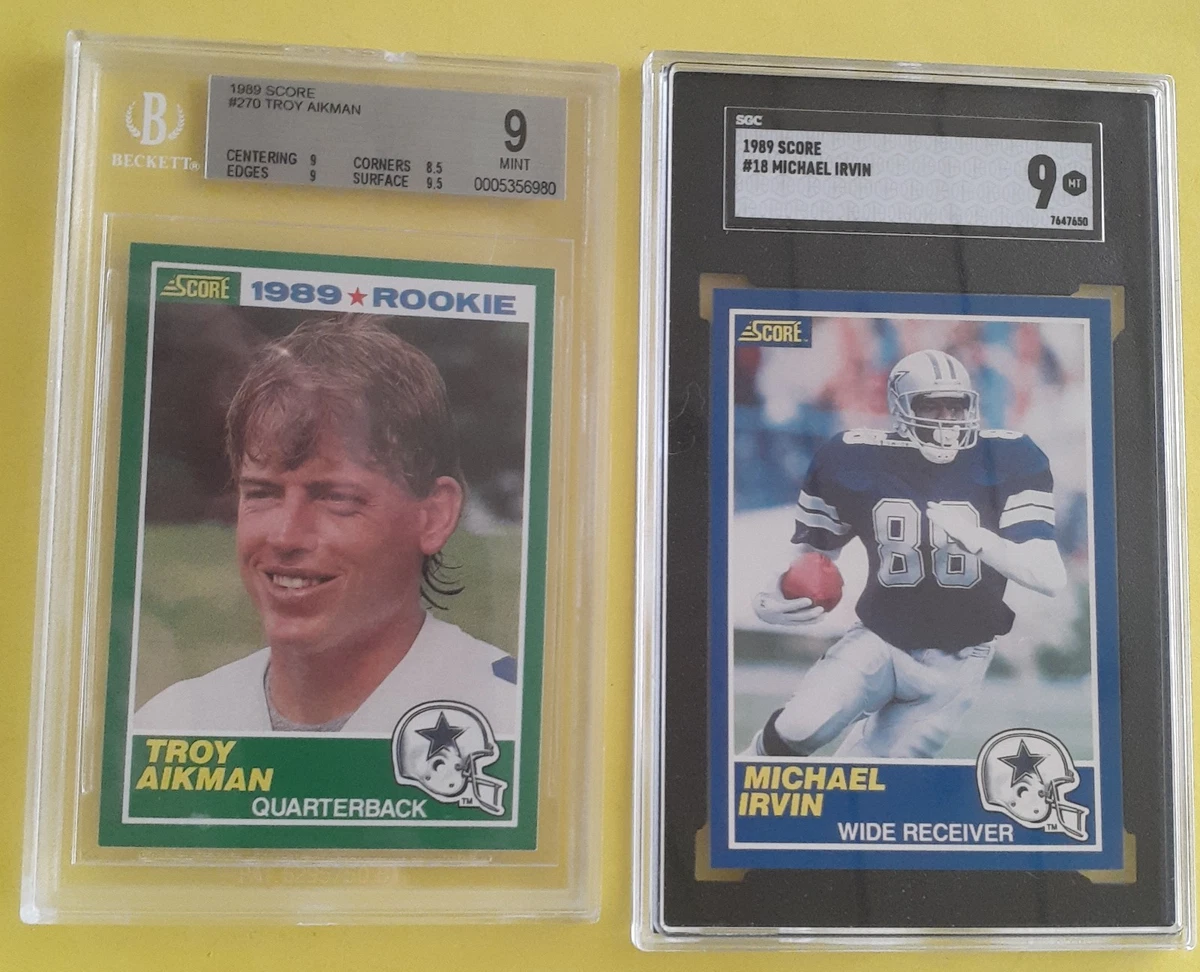 1989 SCORE
#270 TROY AIKMAN
CENTERING 9 CORNERS 8.5
EDGES 9 SURFACE 9.5
9
MINT
0005356980
B
BECKETT®
SCORE
1989 ★ ROOKIE
TROY
AIKMAN
QUARTERBACK
TM
SGC
1989 SCORE
#18 MICHAEL IRVIN
9 MT
7647650
SCORE
88
MICHAEL
IRVIN
WIDE RECEIVER
TM